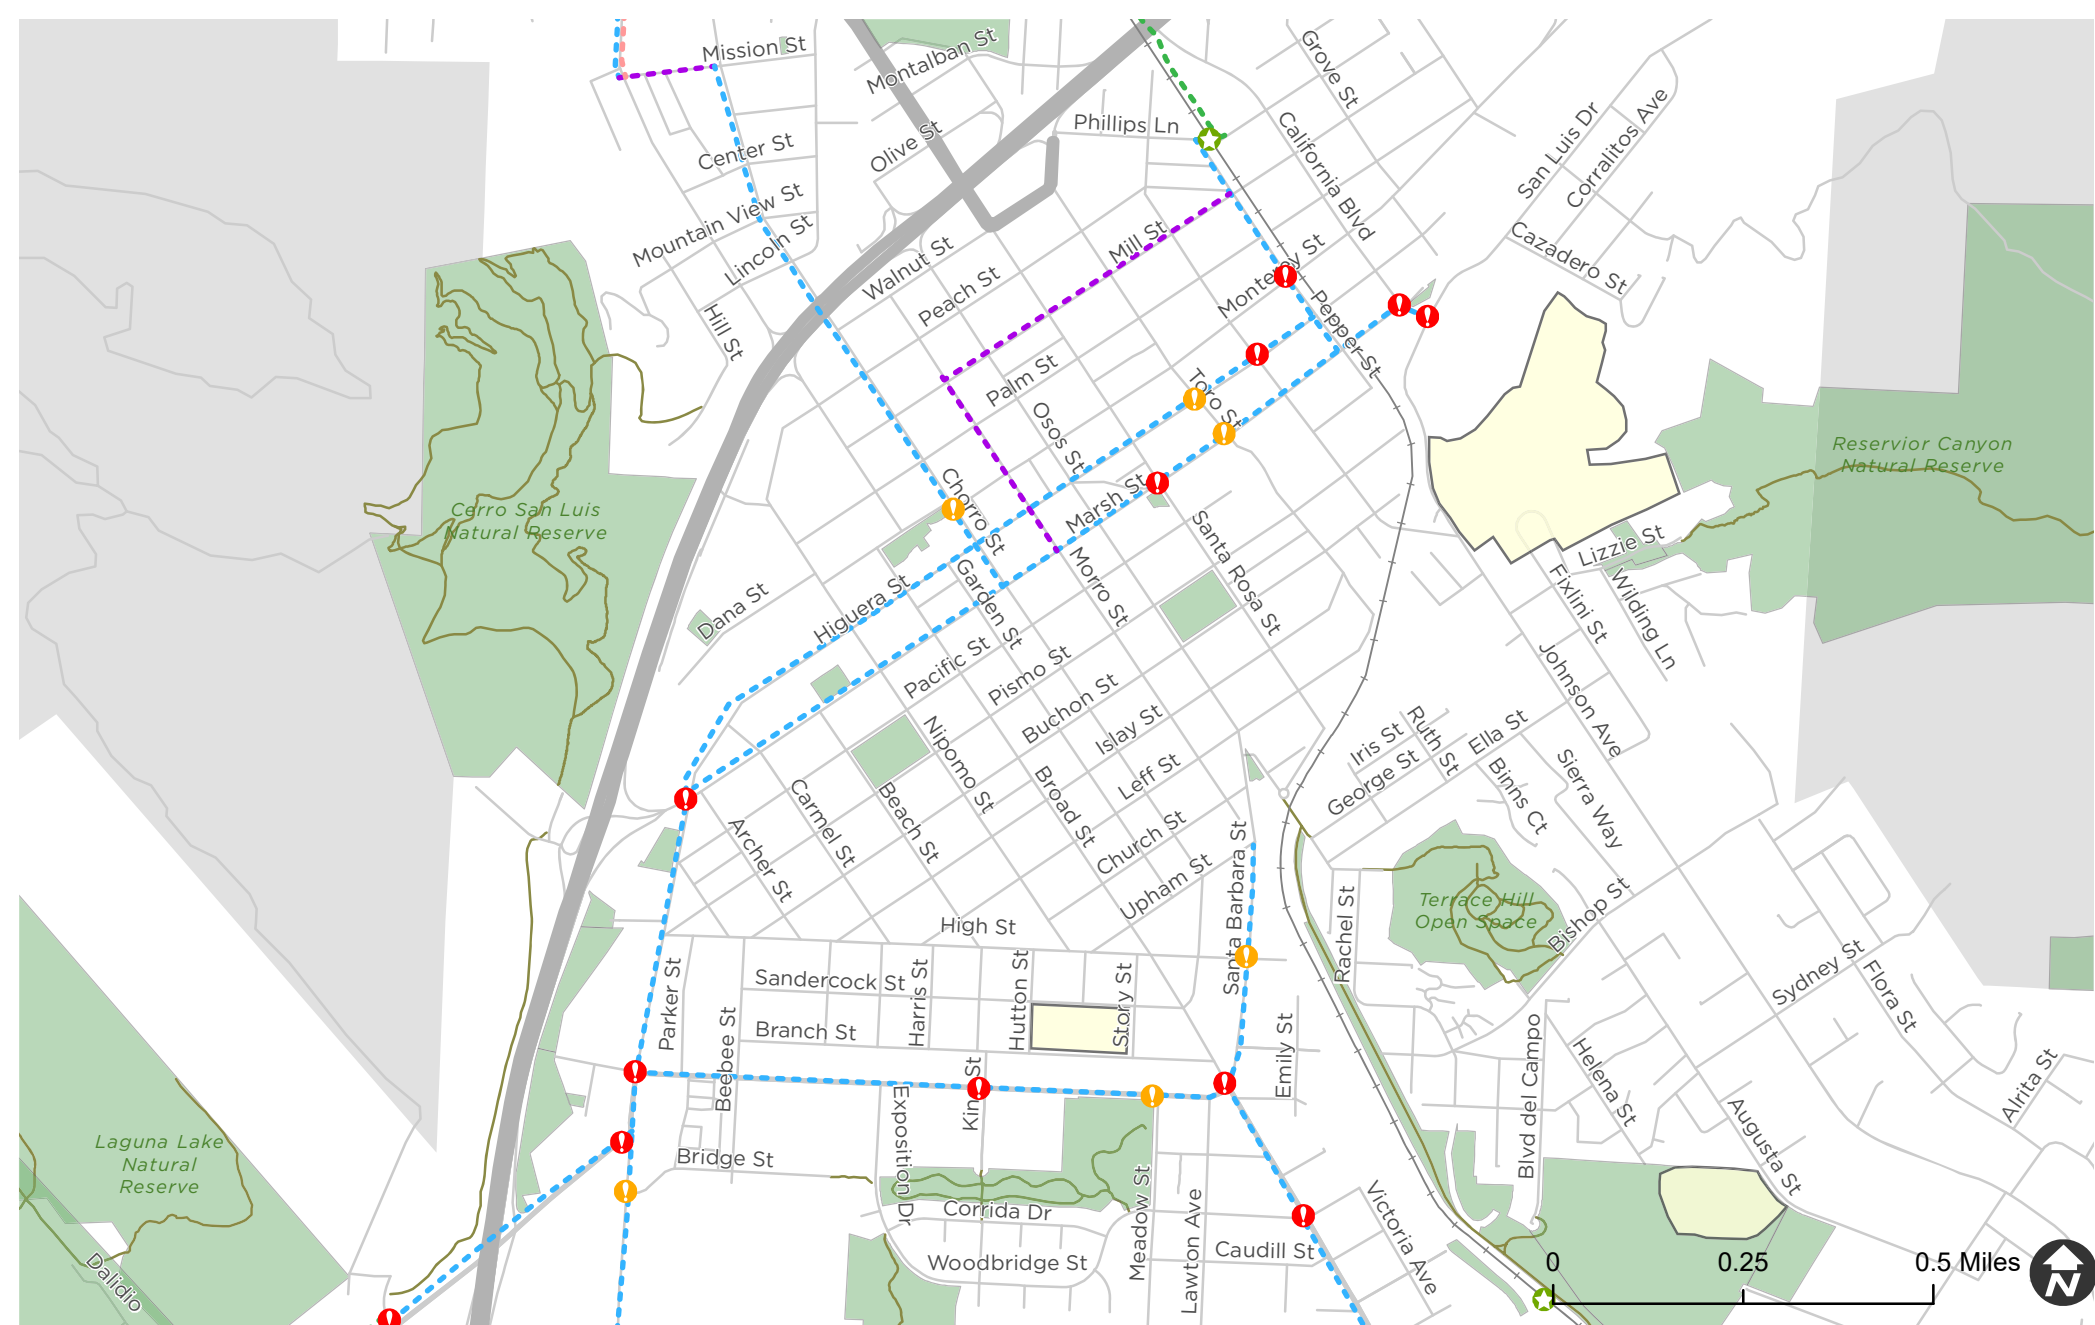 Mission St
Montalban St
Grove St
Phillips Ln
Olive St
Center St
California Blvd
San Luis Dr
Corralitos Ave
Mountain View St
Lincoln St
Walnut St
Mill St
Monterey St
Cazadero St
Peach St
Hill St
Pepper St
Palm St
Toro St
Osos St
Reservior Canyon
Natural Reserve
Cerro San Luis
Natural Reserve
Chorro St
Marsh St
Santa Rosa St
Lizzie St
Fixlini St
Wilding Ln
Dana St
Higuera St
Garden St
Morro St
Pacific St
Pismo St
Buchon St
Johnson Ave
Nipomo St
Islay St
Iris St
Ruth St
Ella St
George St
Binns Ct
Sierra Way
Leff St
Broad St
Carmel St
Beach St
Archer St
Church St
Upham St
Santa Barbara St
Rachel St
Terrace Hill
Open Space
Bishop St
High St
Sandercock St
Harris St
Hutton St
Story St
Parker St
Beebee St
Branch St
Emily St
Sydney St
Flora St
Blvd del Campo
Helena St
Alrita St
Augusta St
Exposition Dr
Kin St
Bridge St
Laguna Lake
Natural
Reserve
Corrida Dr
Meadow St
Lawton Ave
Victoria Ave
Woodbridge St
Caudill St
Dalidio
0 0.25 0.5 Miles
N